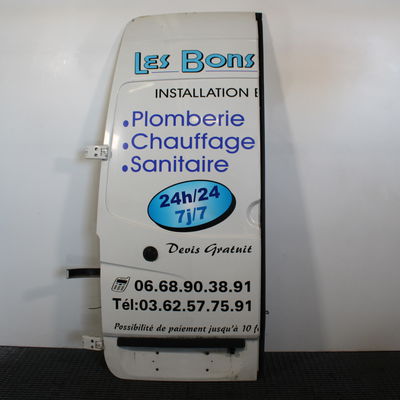 Les Bons
INSTALLATION
•Plomberie
•Chauffage
•Sanitaire
24h/24
7j/7
Devis Gratuit
06.68.90.38.91
Tél:03.62.57.75.91
Possibilité de paiement jusqu'à 10